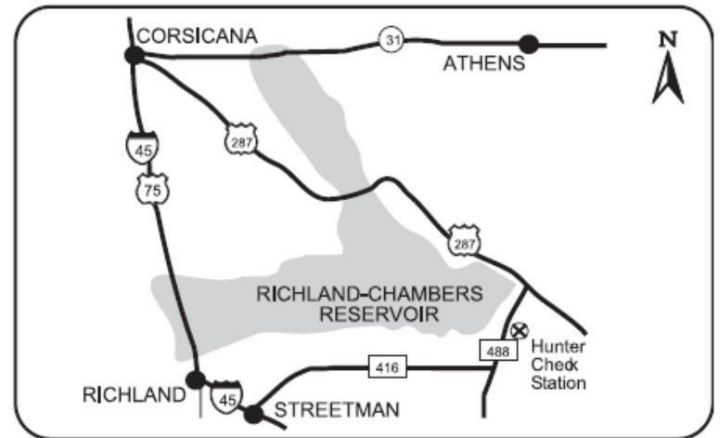 CORSICANA
31
N
ATHENS
45
287
75
287
RICHLAND-CHAMBERS
RESERVOIR
488
Hunter
Check
Station
416
RICHLAND
45
STREETMAN